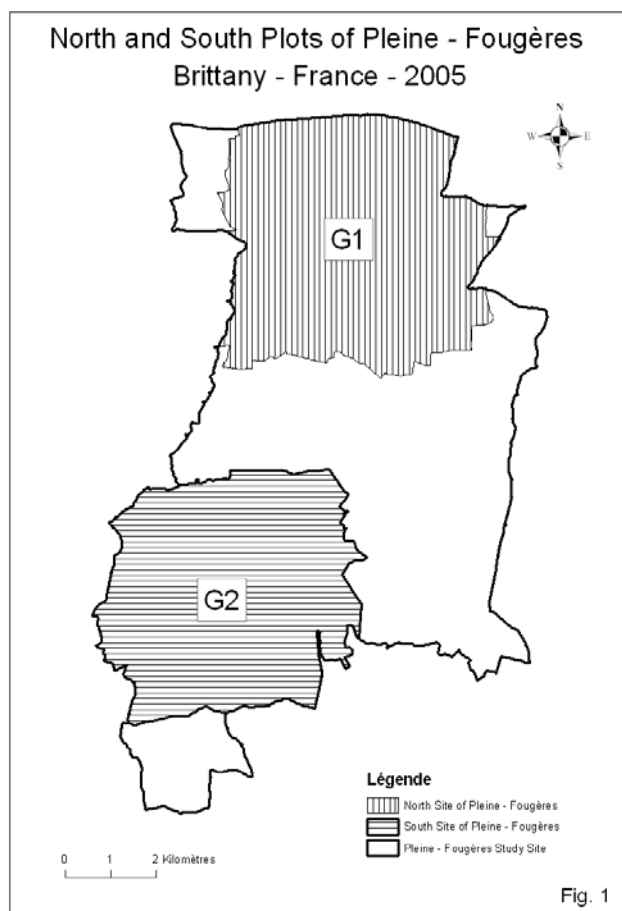 North and South Plots of Pleine - Fougères
Brittany - France - 2005
N
W E
S
G1
G2
Légende
North Site of Pleine - Fougères
South Site of Pleine - Fougères
Pleine - Fougères Study Site
0 1 2 Kilomètres
Fig. 1